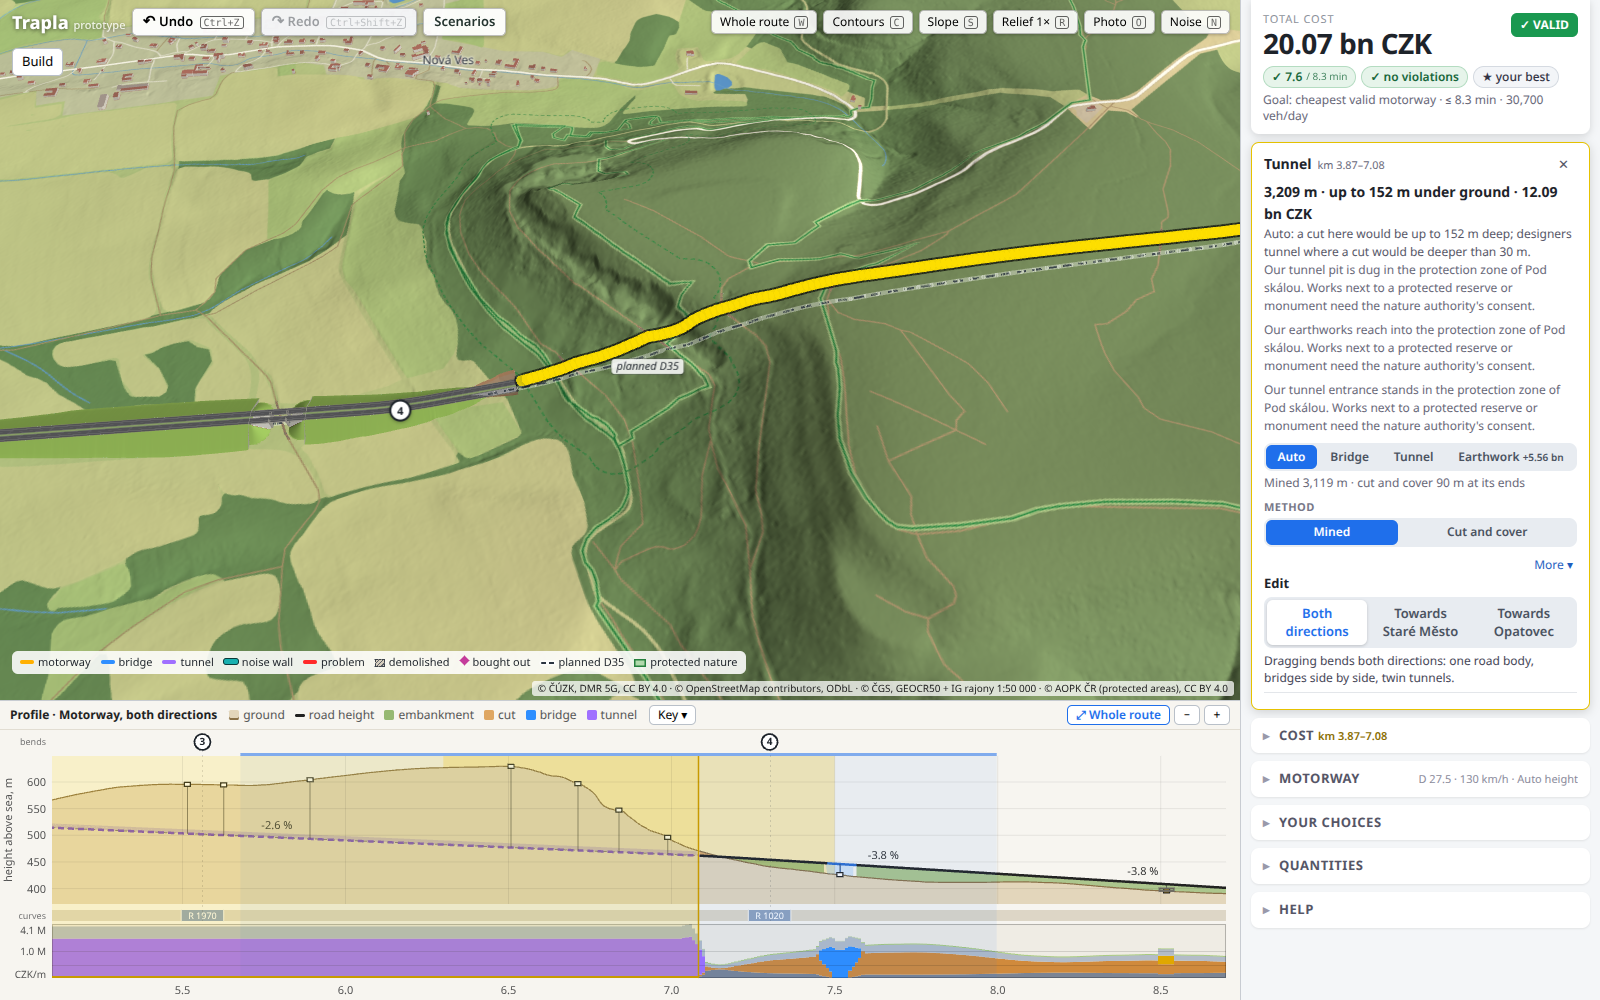 Trapla prototype
↶ Undo Ctrl+Z
↷ Redo Ctrl+Shift+Z
Scenarios
Whole route W
Contours C
Slope S
Relief 1× R
Photo O
Noise N
Build
Nová Ves
planned D35
4
motorway
bridge
tunnel
noise wall
problem
demolished
bought out
planned D35
protected nature
© ČÚZK, DMR 5G, CC BY 4.0 · © OpenStreetMap contributors, ODbL · © ČGS, GEOCR50 + IG rajony 1:50 000 · © AOPK ČR (protected areas), CC BY 4.0
TOTAL COST
20.07 bn CZK
✓ VALID
✓ 7.6 / 8.3 min
✓ no violations
★ your best
Goal: cheapest valid motorway · ≤ 8.3 min · 30,700
veh/day
Tunnel km 3.87–7.08 ✕
3,209 m · up to 152 m under ground · 12.09
bn CZK
Auto: a cut here would be up to 152 m deep; designers
tunnel where a cut would be deeper than 30 m.
Our tunnel pit is dug in the protection zone of Pod
skálou. Works next to a protected reserve or
monument need the nature authority's consent.
Our earthworks reach into the protection zone of Pod
skálou. Works next to a protected reserve or
monument need the nature authority's consent.
Our tunnel entrance stands in the protection zone of
Pod skálou. Works next to a protected reserve or
monument need the nature authority's consent.
Auto
Bridge
Tunnel
Earthwork +5.56 bn
Mined 3,119 m · cut and cover 90 m at its ends
METHOD
Mined
Cut and cover
More ▾
Edit
Both
directions
Towards
Staré Město
Towards
Opatovec
Dragging bends both directions: one road body,
bridges side by side, twin tunnels.
▸ COST km 3.87–7.08
▸ MOTORWAY D 27.5 · 130 km/h · Auto height
▸ YOUR CHOICES
▸ QUANTITIES
▸ HELP
Profile · Motorway, both directions
ground
road height
embankment
cut
bridge
tunnel
Key ▾
⤢ Whole route
−
+
bends
3
4
height above sea, m
600
550
500
450
400
-2.6 %
-3.8 %
-3.8 %
curves
R 1970
R 1020
4.1 M
1.0 M
CZK/m
5.5
6.0
6.5
7.0
7.5
8.0
8.5